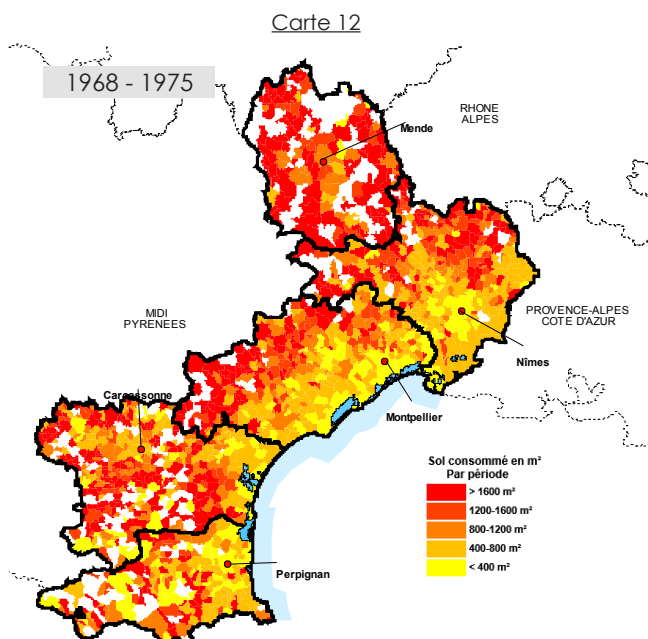 Carte 12
1968 - 1975
RHONE
ALPES
Mende
MIDI
PYRENEES
PROVENCE-ALPES
COTE D'AZUR
Nîmes
Carcassonne
Montpellier
Sol consommé en m²
Par période
> 1600 m²
1200-1600 m²
800-1200 m²
400-800 m²
< 400 m²
Perpignan